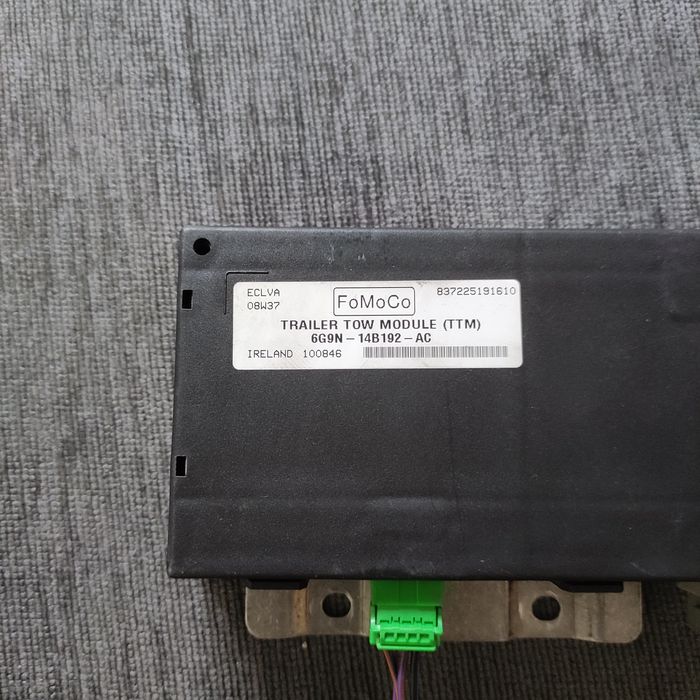 ECLVA
08W37
FoMoCo
837225191610
TRAILER TOW MODULE (TTM)
6G9N-14B192-AC
IRELAND 100846